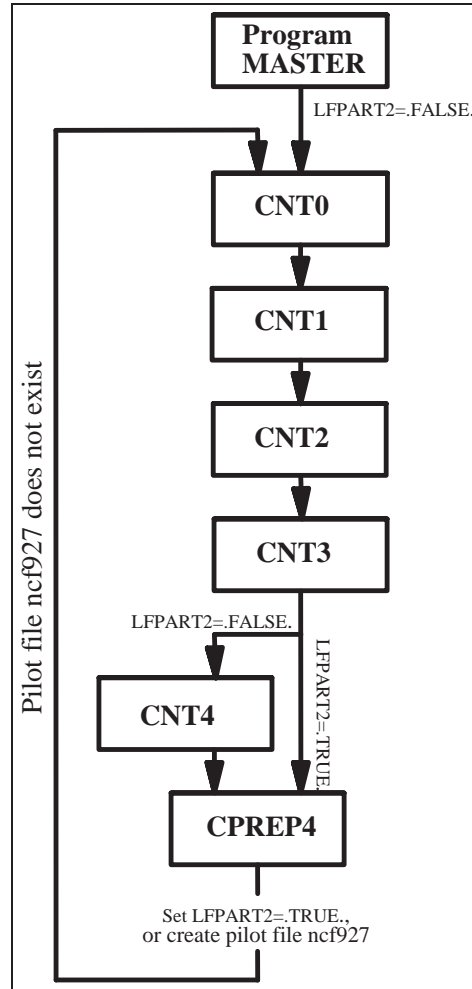 Program
MASTER
LFPART2=.FALSE.
CNT0
CNT1
CNT2
CNT3
LFPART2=.FALSE.
LFPART2=.TRUE.
CNT4
CPREP4
Set LFPART2=.TRUE.,
or create pilot file ncf927
Pilot file ncf927 does not exist